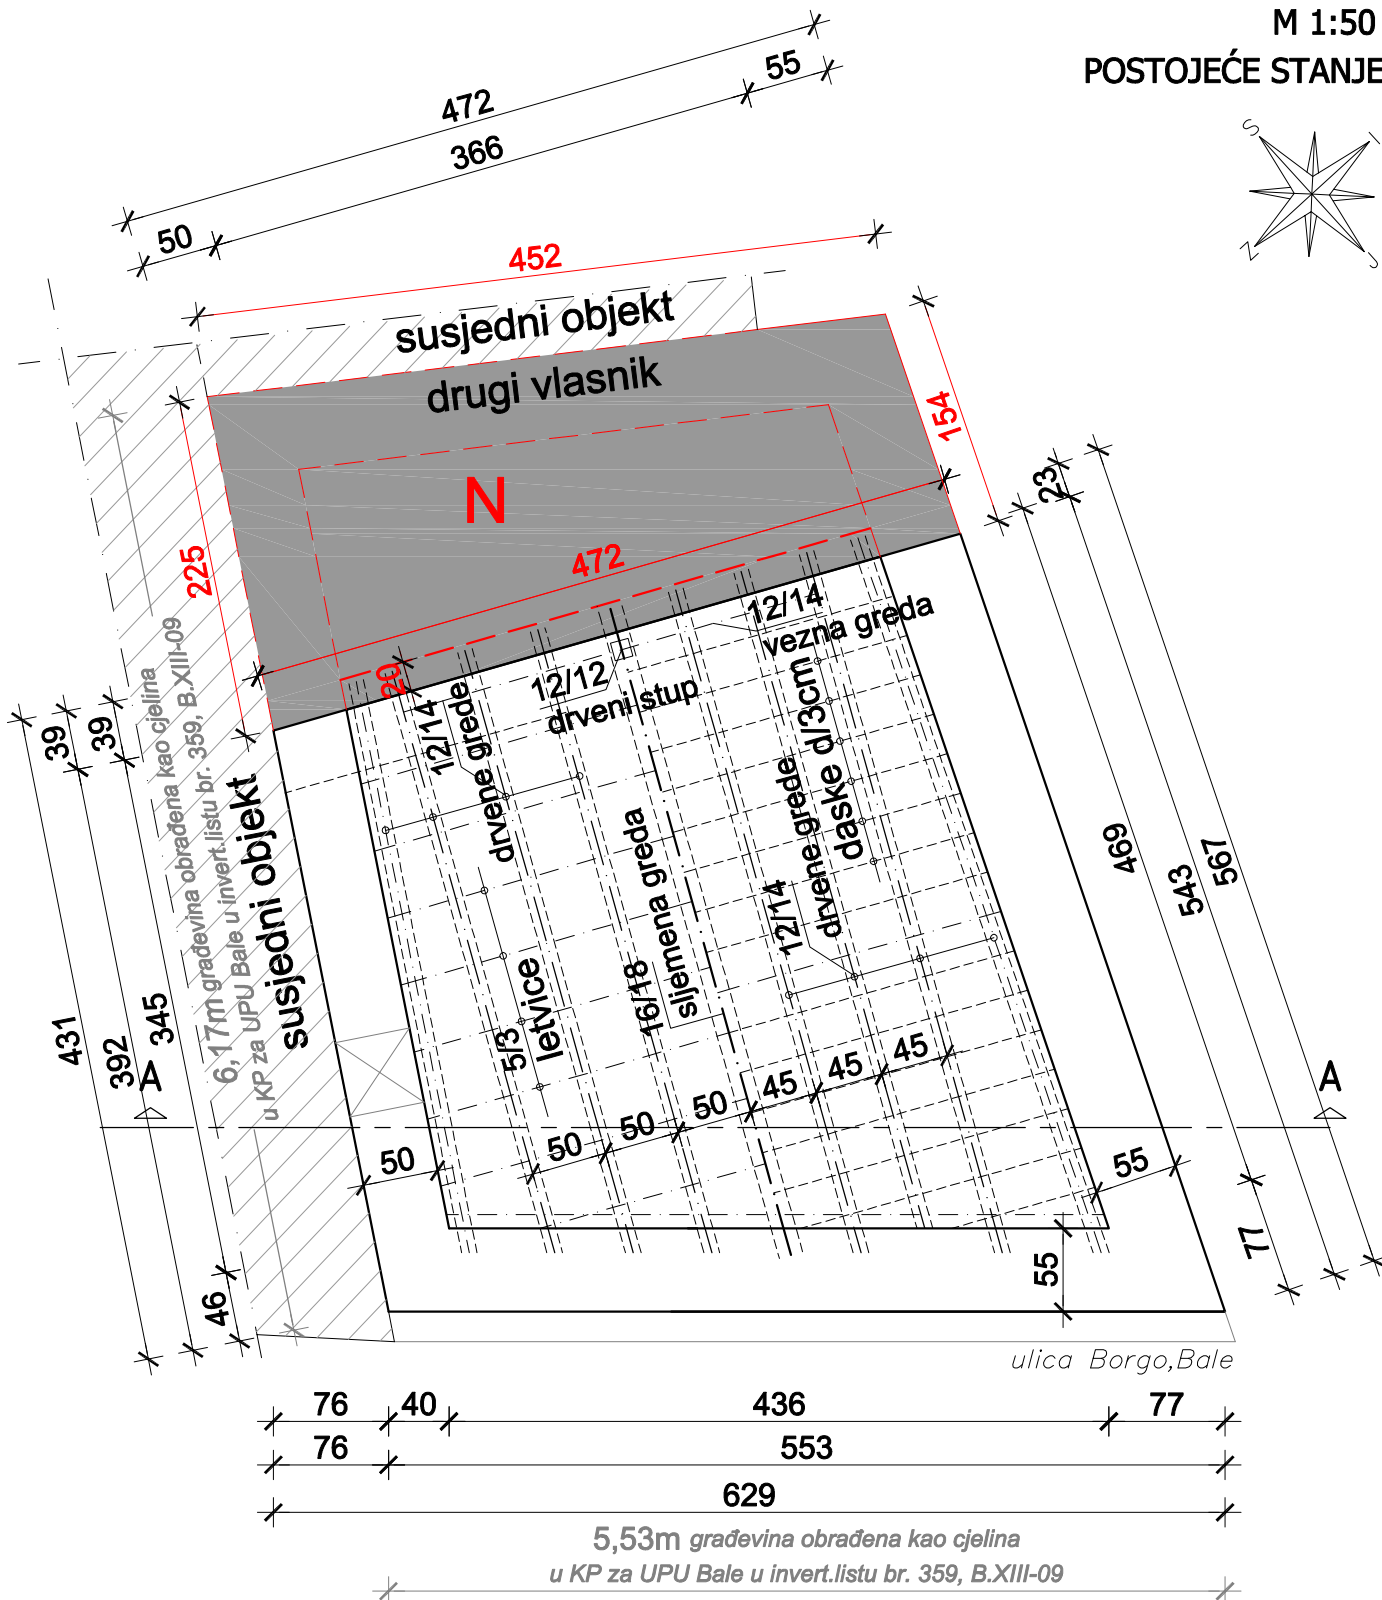 M 1:50
POSTOJEĆE STANJE
S
I
Z
J
472
366
55
50
452
susjedni objekt
drugi vlasnik
N
472
154
225
20
23
12/14
vezna greda
12/12
drveni stup
12/14
drvene grede
daske d/3cm
12/14
drvene grede
16/18
sljemena greda
5/3
letvice
susjedni objekt
6,17m građevina obrađena kao cjelina
u KP za UPU Bale u invert.listu br. 359, B.XIII-09
39
39
431
392
345
46
A
A
469
543
567
77
50
50
50
50
45
45
45
55
55
ulica Borgo,Bale
76
40
436
77
76
553
629
5,53m građevina obrađena kao cjelina
u KP za UPU Bale u invert.listu br. 359, B.XIII-09